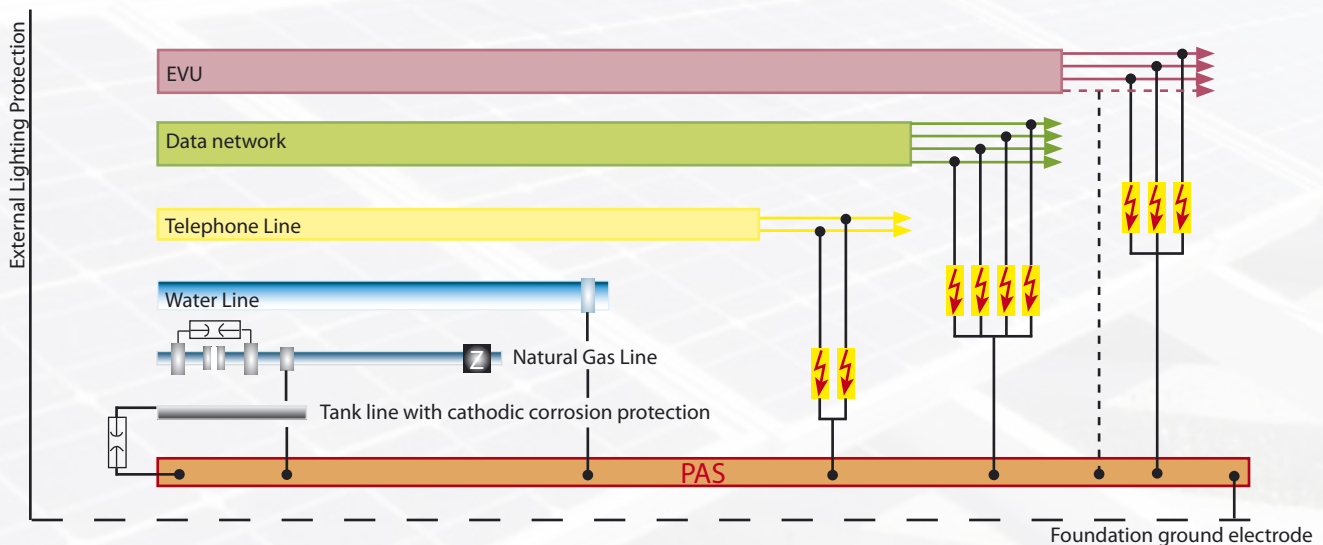 External Lighting Protection
EVU
Data network
Telephone Line
Water Line
Z
Natural Gas Line
Tank line with cathodic corrosion protection
PAS
Foundation ground electrode